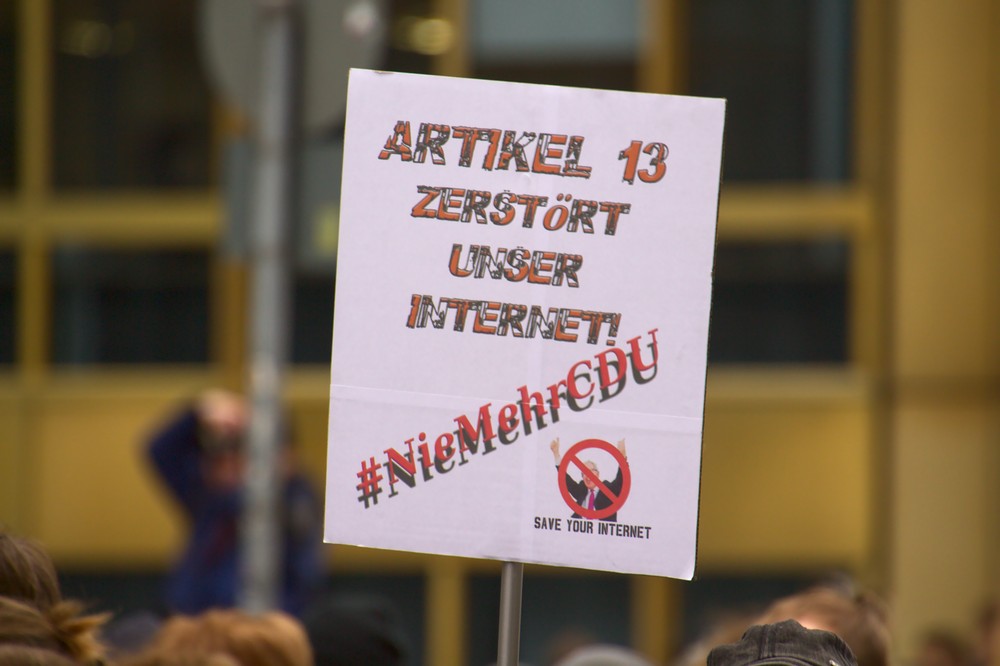 ARTIKEL 13
ZERSTÖRT
UNSER
INTERNET!
#NieMehrCDU
SAVE YOUR INTERNET